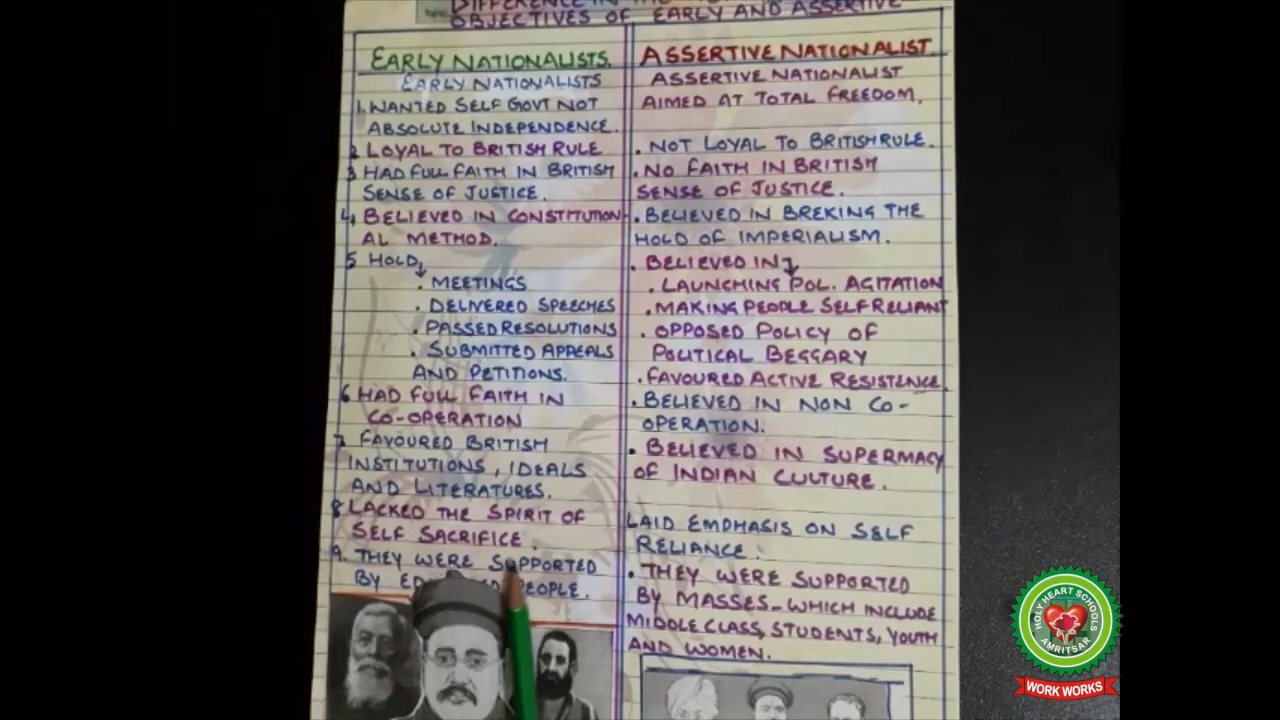 DIFFERENCE IN THE
OBJECTIVES OF EARLY AND ASSERTIVE
EARLY NATIONALISTS.
EARLY NATIONALISTS
1. WANTED SELF GOVT NOT
ABSOLUTE INDEPENDENCE.
2 LOYAL TO BRITISH RULE
3 HAD FULL FAITH IN BRITISH
SENSE OF JUSTICE.
4. BELIEVED IN CONSTITUTION-
AL METHOD.
5 HOLD
. MEETINGS
. DELIVERED SPEECHES
. PASSED RESOLUTIONS
. SUBMITTED APPEALS
AND PETITIONS.
6 HAD FULL FAITH IN
CO-OPERATION
7. FAVOURED BRITISH
INSTITUTIONS, IDEALS
AND LITERATURES.
8 LACKED THE SPIRIT OF
SELF SACRIFICE.
9. THEY WERE SUPPORTED
BY PEOPLE.
ASSERTIVE NATIONALIST
ASSERTIVE NATIONALIST
AIMED AT TOTAL FREEDOM.
. NOT LOYAL TO BRITISH RULE.
. NO FAITH IN BRITISH
SENSE OF JUSTICE.
. BELIEVED IN BREKING THE
HOLD OF IMPERIALISM.
. BELIEVED IN
. LAUNCHING POL. AGITATION
. MAKING PEOPLE SELF RELIANT
. OPPOSED POLICY OF
POLITICAL BEGGARY
. FAVOURED ACTIVE RESISTENCE.
. BELIEVED IN NON CO-
OPERATION.
. BELIEVED IN SUPERMACY
OF INDIAN CULTURE.
LAID EMPHASIS ON SELF
RELIANCE.
. THEY WERE SUPPORTED
BY MASSES - WHICH INCLUDE
MIDDLE CLASS, STUDENTS, YOUTH
AND WOMEN.
HOLY HEART SCHOOLS
AMRITSAR
WORK WORKS